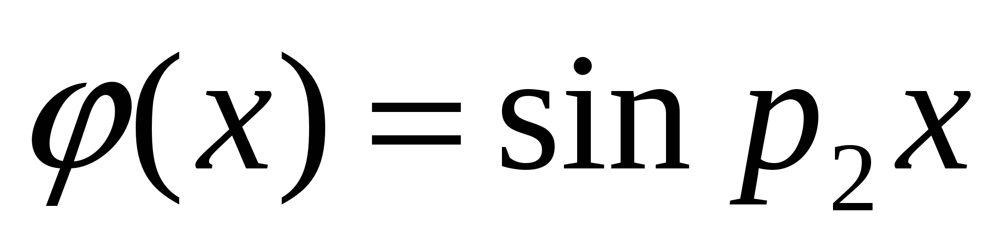 φ(x) = sin p₂x